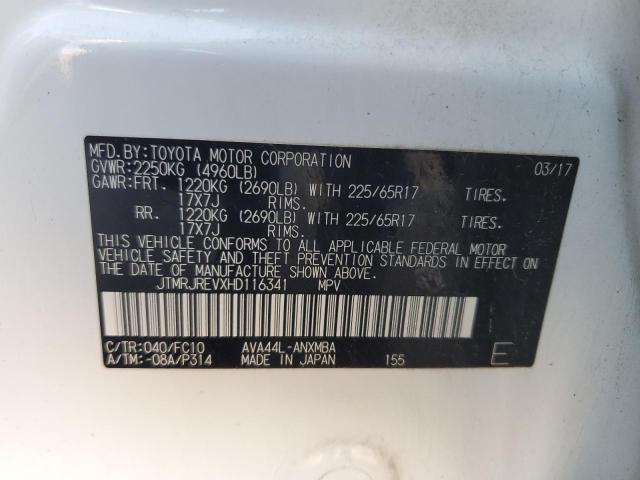 MFD.BY:TOYOTA MOTOR CORPORATION 03/17
GVWR:2250KG (4960LB)
GAWR:FRT. 1220KG (2690LB) WITH 225/65R17 TIRES.
17X7J RIMS.
RR. 1220KG (2690LB) WITH 225/65R17 TIRES.
17X7J RIMS.
THIS VEHICLE CONFORMS TO ALL APPLICABLE FEDERAL MOTOR
VEHICLE SAFETY AND THEFT PREVENTION STANDARDS IN EFFECT
ON THE DATE OF MANUFACTURE SHOWN ABOVE.
JTMRJREVXHD116341 MPV
C/TR:040/FC10 AVA44L-ANXMBA
A/TM:-08A/P314 MADE IN JAPAN 155 E